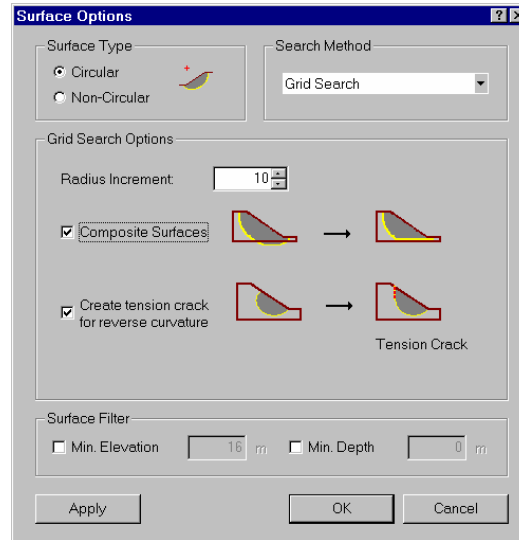 Surface Options
Surface Type
Circular
Non-Circular
Search Method
Grid Search
Grid Search Options
Radius Increment: 10
Composite Surfaces
Create tension crack
for reverse curvature
Tension Crack
Surface Filter
Min. Elevation 16 m Min. Depth 0 m
Apply OK Cancel